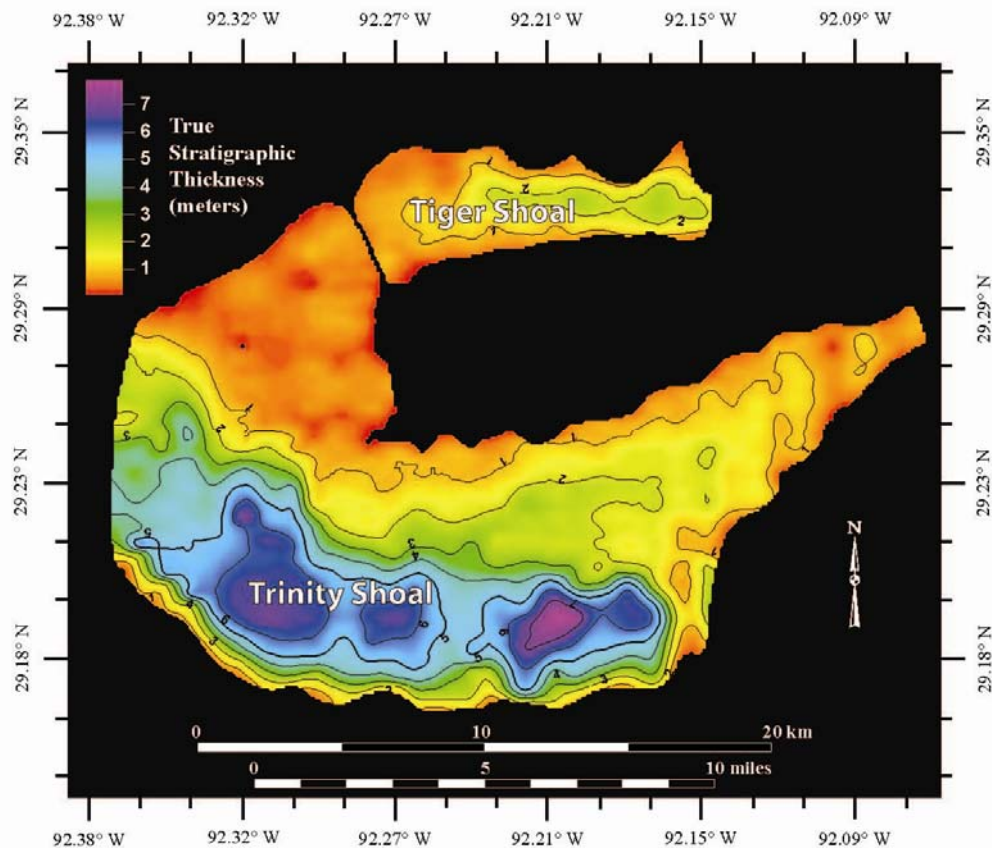 92.38° W 92.32° W 92.27° W 92.21° W 92.15° W 92.09° W
7
6
5
4
3
2
1
True
Stratigraphic
Thickness
(meters)
29.35° N
29.29° N
29.23° N
29.18° N
29.35° N
29.29° N
29.23° N
29.18° N
Tiger Shoal
Trinity Shoal
N
0 10 20 km
0 5 10 miles
92.38° W 92.32° W 92.27° W 92.21° W 92.15° W 92.09° W